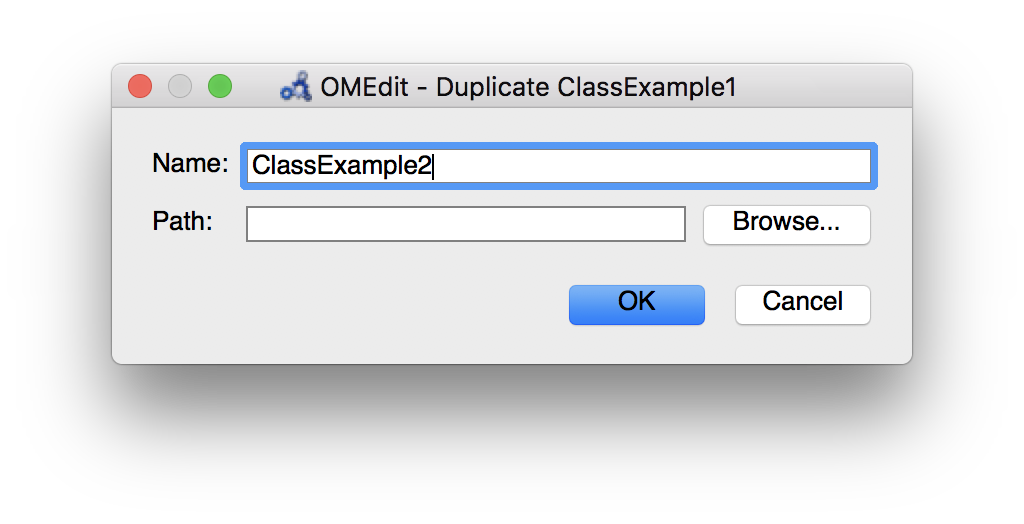 OMEdit - Duplicate ClassExample1
Name: ClassExample2
Path: Browse...
OK Cancel